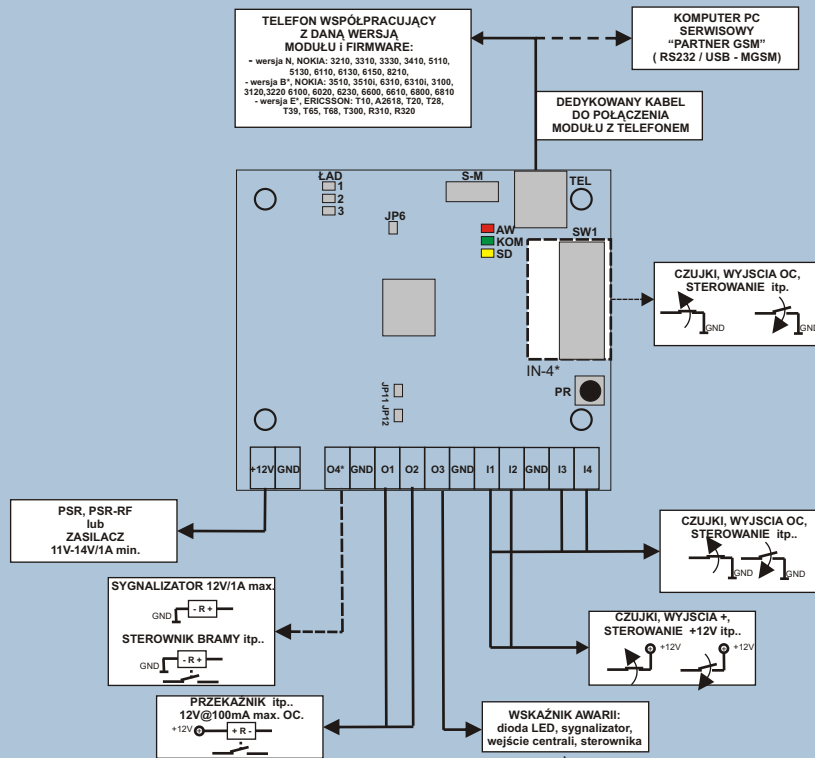 TELEFON WSPÓŁPRACUJĄCY
Z DANĄ WERSJĄ
MODUŁU i FIRMWARE:
- wersja N, NOKIA: 3210, 3310, 3330, 3410, 5110,
5130, 6110, 6130, 6150, 8210,
- wersja B*, NOKIA: 3510, 3510i, 6310, 6310i, 3100,
3120,3220 6100, 6020, 6230, 6600, 6610, 6800, 6810
- wersja E*, ERICSSON: T10, A2618, T20, T28,
T39, T65, T68, T300, R310, R320
KOMPUTER PC
SERWISOWY
“PARTNER GSM”
( RS232 / USB - MGSM)
DEDYKOWANY KABEL
DO POŁĄCZENIA
MODUŁU Z TELEFONEM
ŁAD
1
2
3
S-M
TEL
JP6
AW
KOM
SD
SW1
CZUJKI, WYJSCIA OC,
STEROWANIE itp.
GND
GND
IN-4*
PR
JP11
JP12
+12V
GND
O4*
GND
O1
O2
O3
GND
I1
I2
GND
I3
I4
PSR, PSR-RF
lub
ZASILACZ
11V-14V/1A min.
CZUJKI, WYJSCIA OC,
STEROWANIE itp..
GND
GND
SYGNALIZATOR 12V/1A max.
GND
- R +
STEROWNIK BRAMY itp..
GND
- R +
CZUJKI, WYJSCIA +,
STEROWANIE +12V itp..
+12V
+12V
PRZEKAŹNIK itp..
12V@100mA max. OC.
+12V
+ R -
WSKAŹNIK AWARII:
dioda LED, sygnalizator,
wejście centrali, sterownika